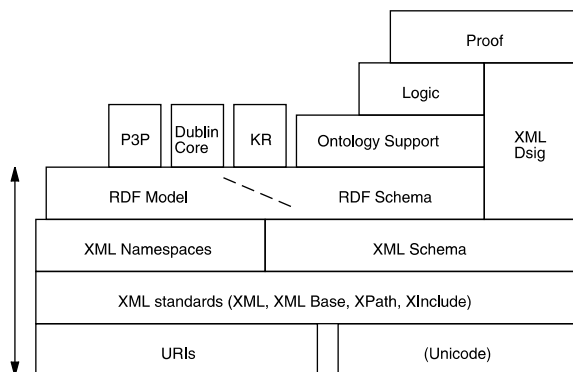 Proof
Logic
P3P
Dublin
Core
KR
Ontology Support
XML
Dsig
RDF Model
RDF Schema
XML Namespaces
XML Schema
XML standards (XML, XML Base, XPath, XInclude)
URIs
(Unicode)